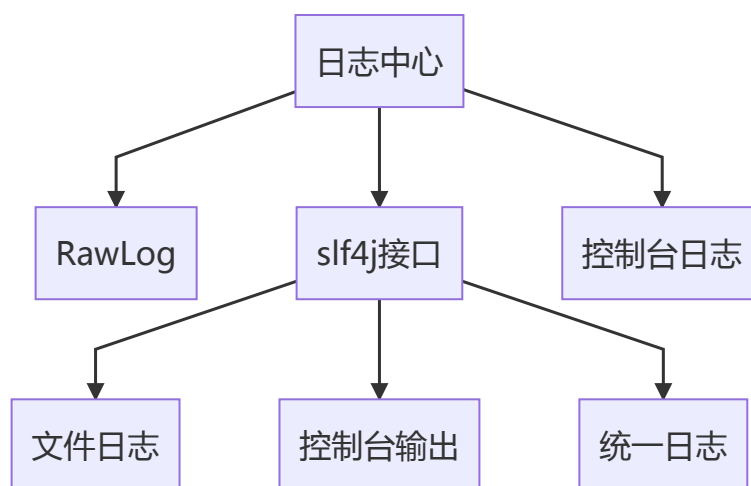 日志中心
RawLog
slf4j接口
控制台日志
文件日志
控制台输出
统一日志